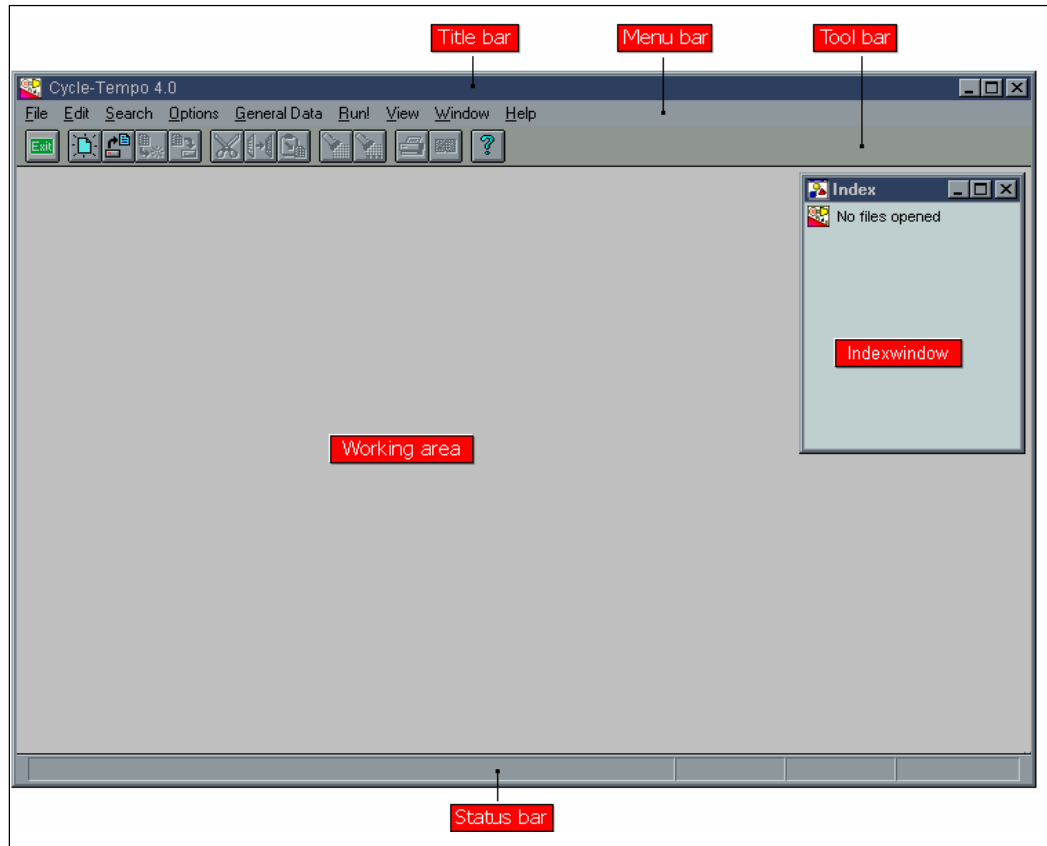 Title bar Menu bar Tool bar
Cycle-Tempo 4.0
File Edit Search Options General Data Run! View Window Help
Exit ?
Index
No files opened
Indexwindow
Working area
Status bar